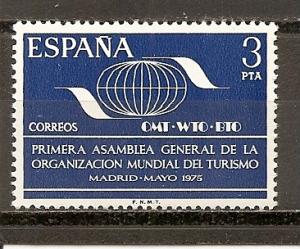 ESPAÑA 3
PTA
CORREOS OMT·WTO·BTO
PRIMERA ASAMBLEA GENERAL DE LA
ORGANIZACION MUNDIAL DEL TURISMO
MADRID-MAYO 1975
F.N.M.T.